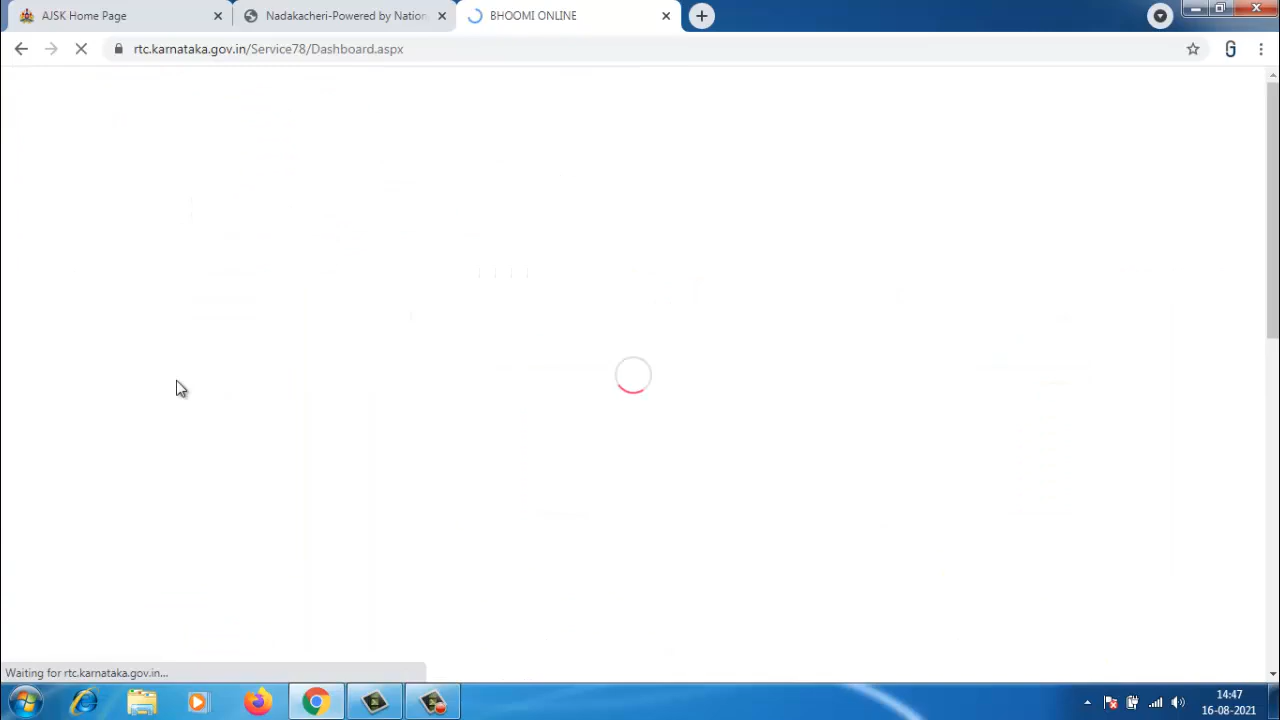 AJSK Home Page
Nadakacheri-Powered by Nation
BHOOMI ONLINE
rtc.karnataka.gov.in/Service78/Dashboard.aspx
Waiting for rtc.karnataka.gov.in...
14:47
16-08-2021